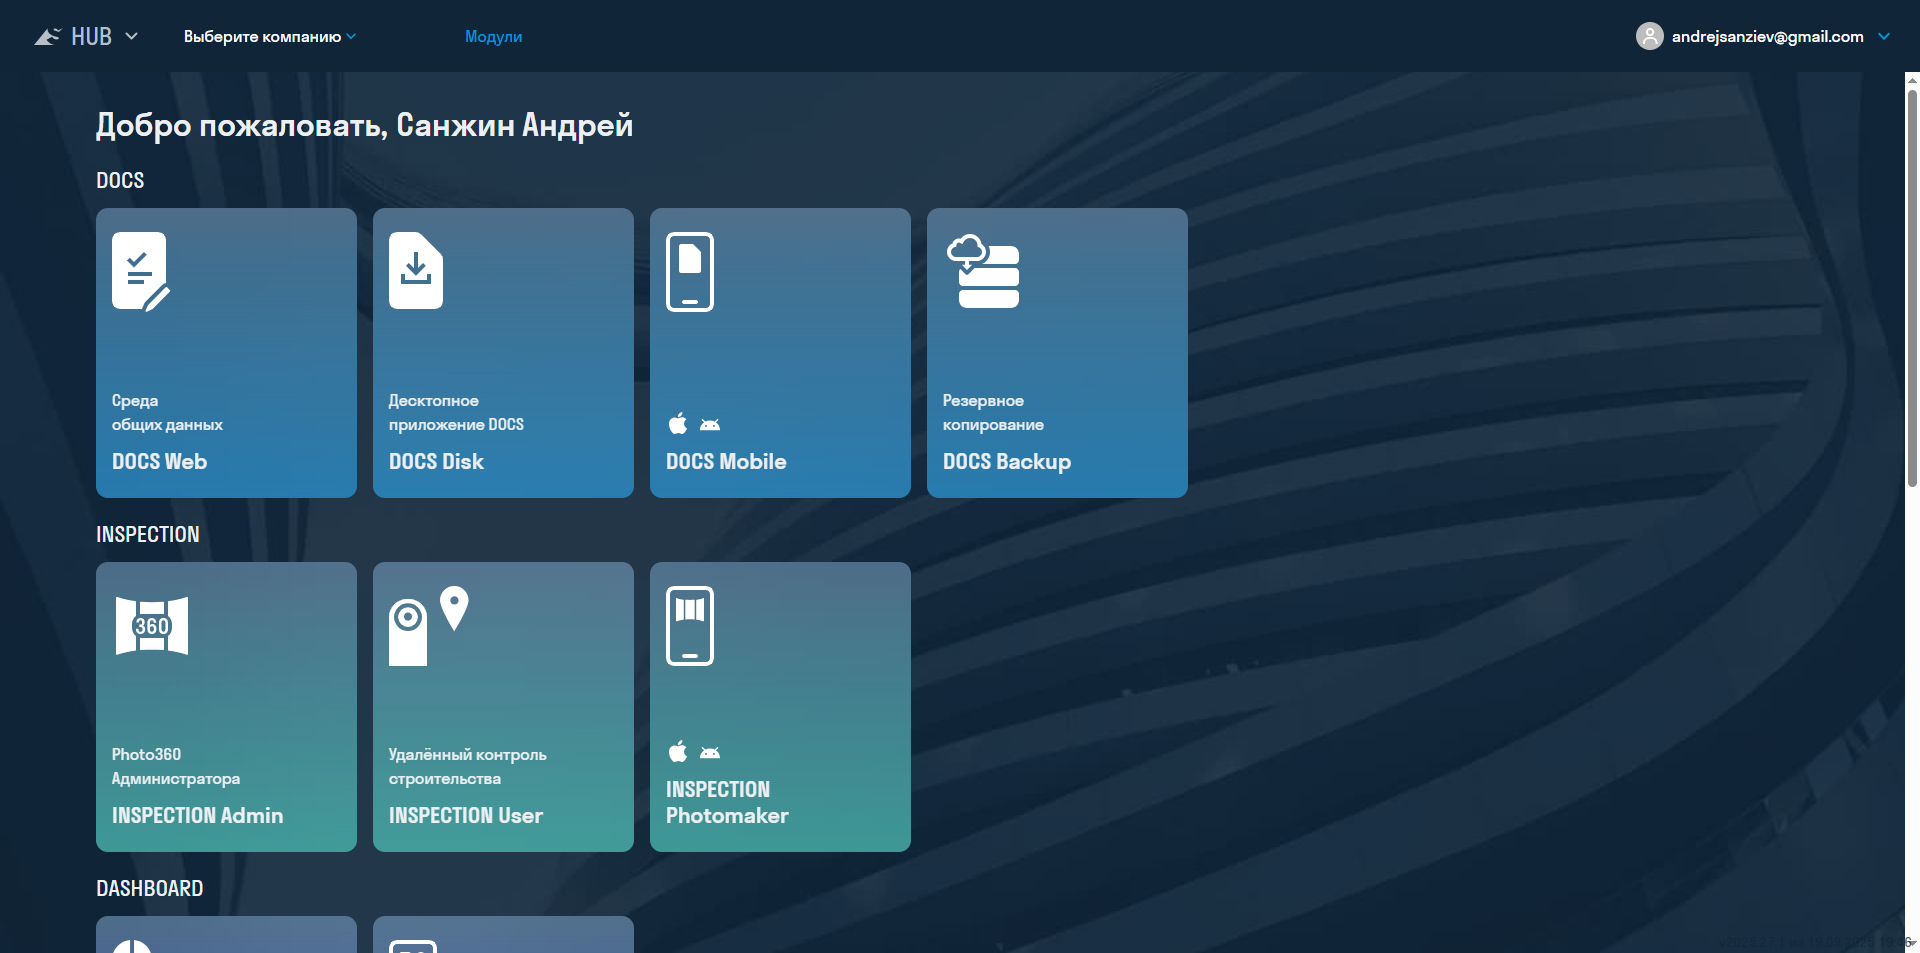 HUB
Выберите компанию
Модули
andrejsanziev@gmail.com
Добро пожаловать, Санжин Андрей
DOCS
Среда
общих данных
DOCS Web
Десктопное
приложение DOCS
DOCS Disk
DOCS Mobile
Резервное
копирование
DOCS Backup
INSPECTION
360
Photo360
Администратора
INSPECTION Admin
Удалённый контроль
строительства
INSPECTION User
INSPECTION
Photomaker
DASHBOARD